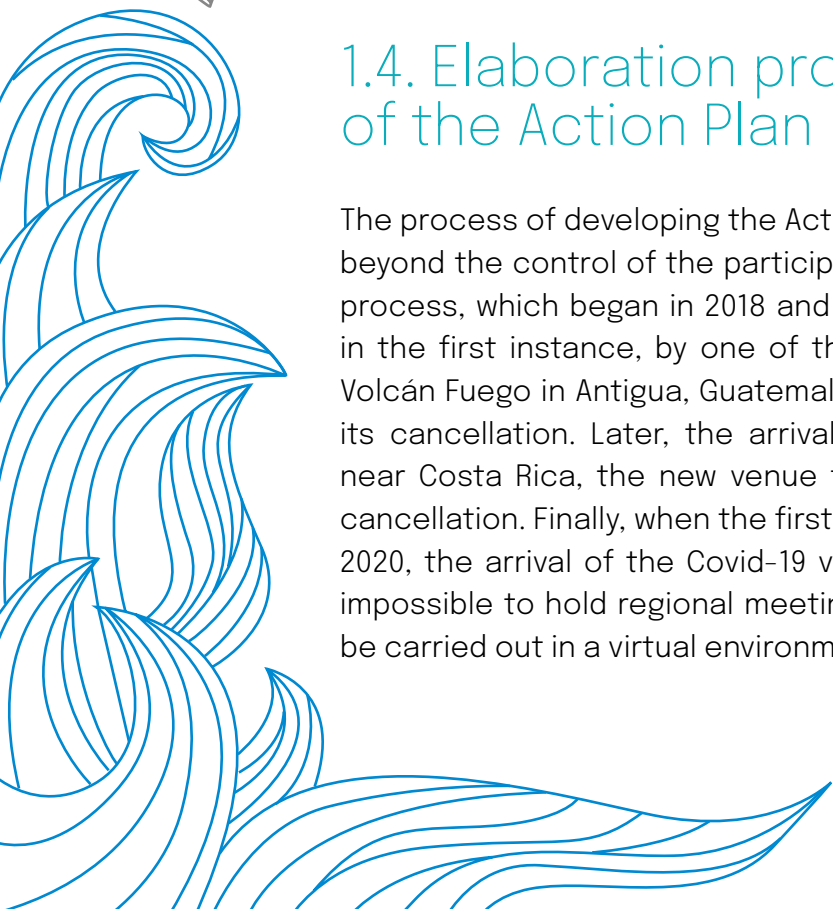 1.4. Elaboration pro
of the Action Plan
The process of developing the Act
beyond the control of the particip
process, which began in 2018 and
in the first instance, by one of th
Volcán Fuego in Antigua, Guatemal
its cancellation. Later, the arrival
near Costa Rica, the new venue
cancellation. Finally, when the first
2020, the arrival of the Covid-19 v
impossible to hold regional meetin
be carried out in a virtual environm